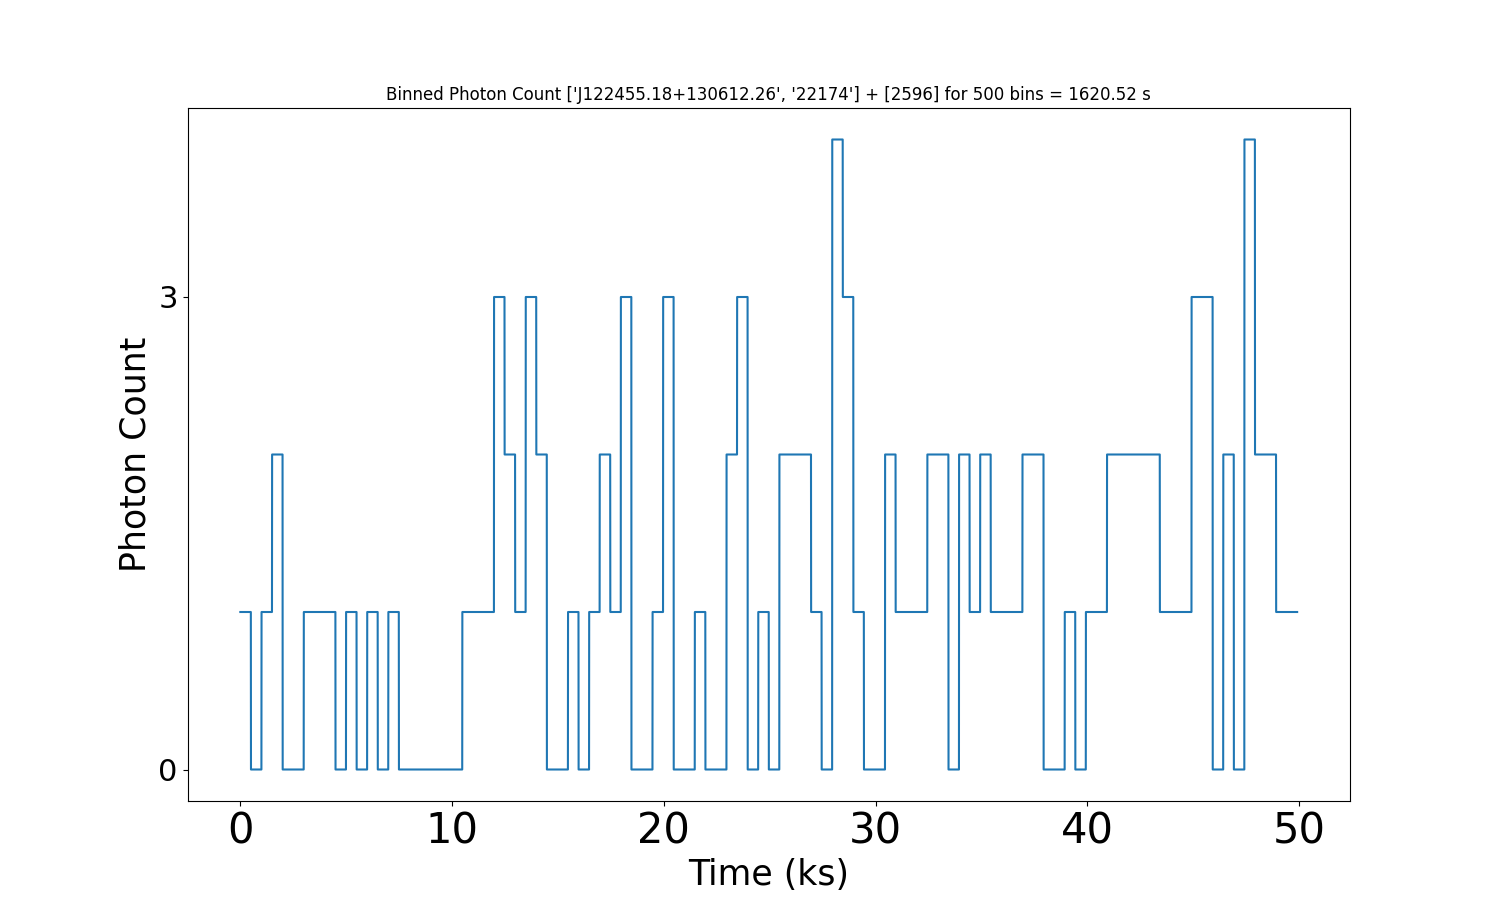 Binned Photon Count ['J122455.18+130612.26', '22174'] + [2596] for 500 bins = 1620.52 s
3
Photon Count
0
0 10 20 30 40 50
Time (ks)